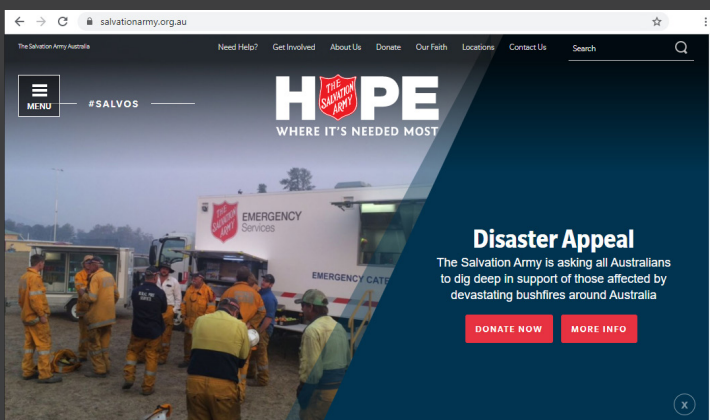 salvationarmy.org.au
The Salvation Army Australia
Need Help? Get Involved About Us Donate Our Faith Locations Contact Us Search
MENU
#SALVOS
THE SALVATION ARMY
H PE
WHERE IT'S NEEDED MOST
THE SALVATION ARMY
EMERGENCY
Services
EMERGENCY CATE
Disaster Appeal
The Salvation Army is asking all Australians
to dig deep in support of those affected by
devastating bushfires around Australia
DONATE NOW MORE INFO
X